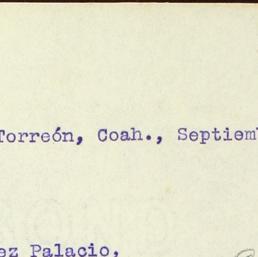 Torreón, Coah., Septiem
ez Palacio,